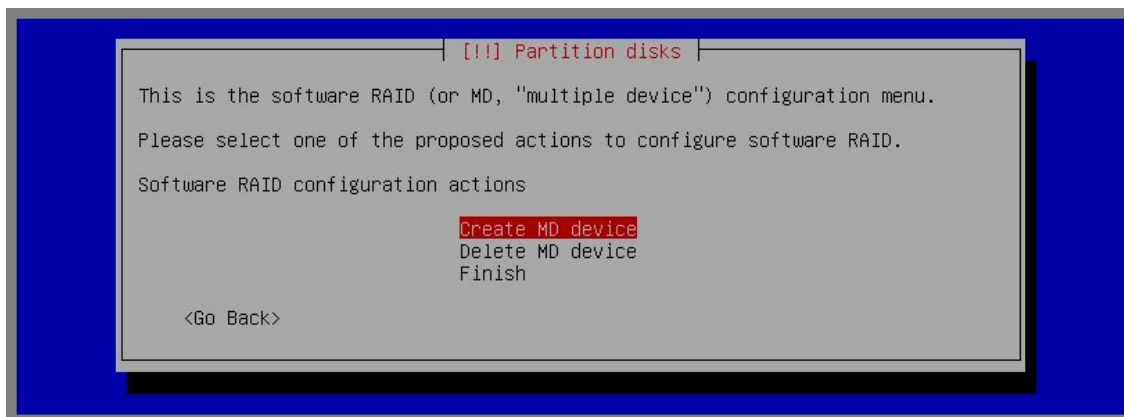 [!!] Partition disks
This is the software RAID (or MD, "multiple device") configuration menu.
Please select one of the proposed actions to configure software RAID.
Software RAID configuration actions
Create MD device
Delete MD device
Finish
<Go Back>